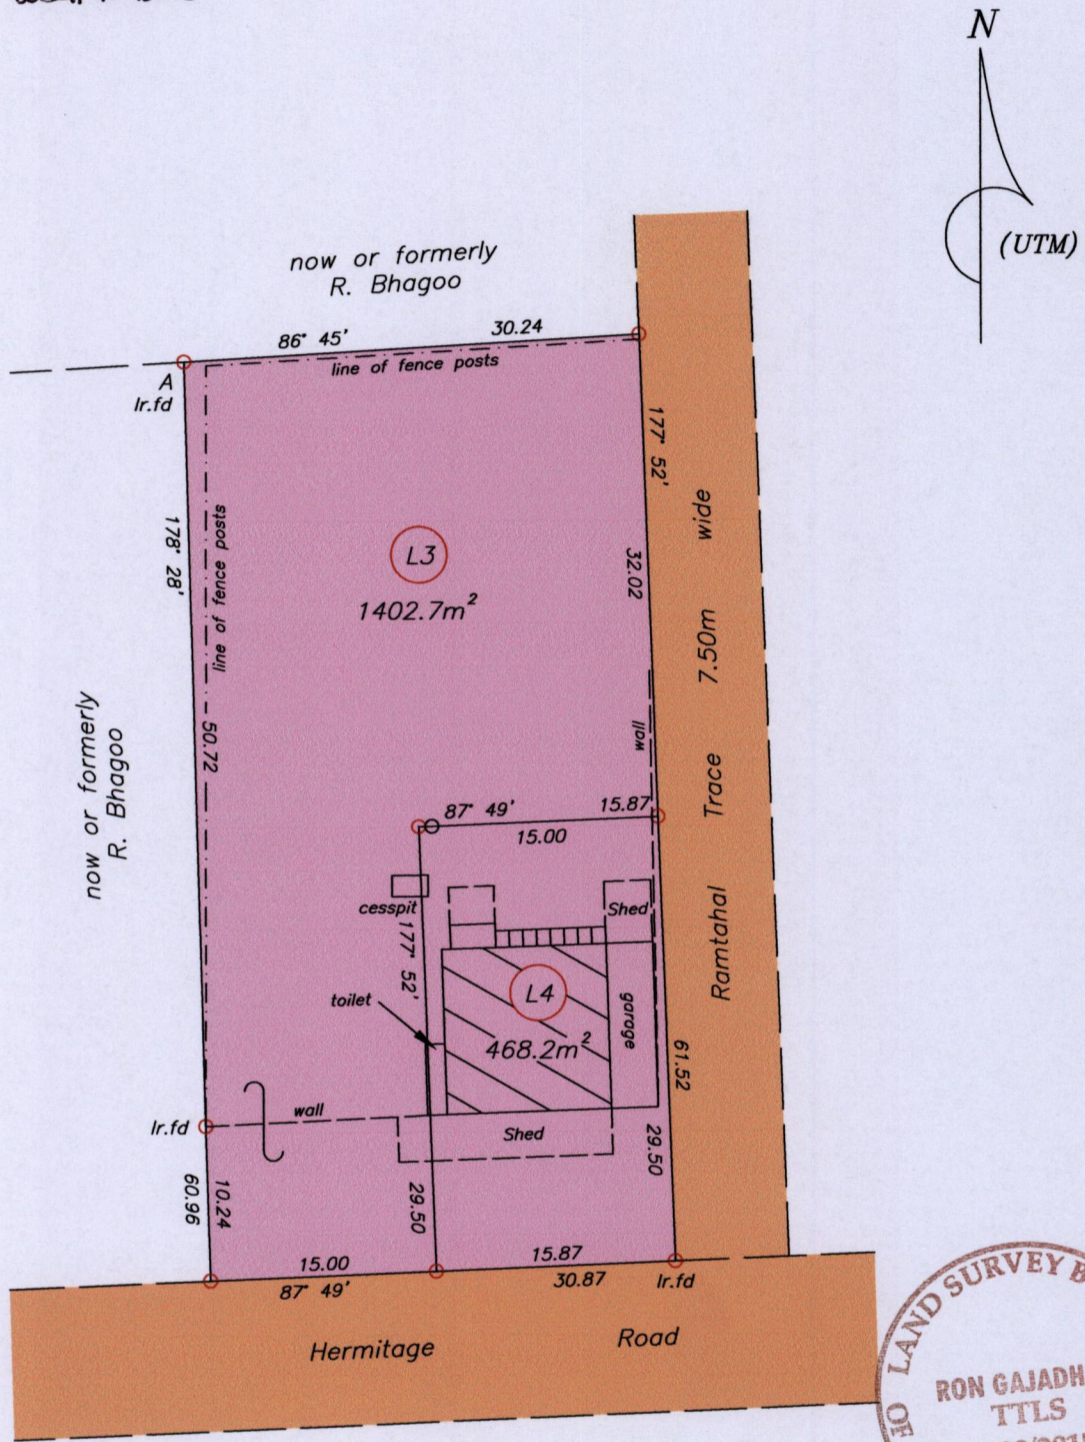 N
(UTM)
now or formerly
R. Bhagoo
86° 45' 30.24
line of fence posts
A
Ir.fd
177° 52'
178° 28'
line of fence posts
L3
1402.7m²
32.02
Ramtahal Trace 7.50m wide
50.72
now or formerly
R. Bhagoo
wall
87° 49' 15.87
15.00
cesspit
Shed
177° 52'
toilet
L4
garage
468.2m²
61.52
wall
Ir.fd
Shed
29.50
60.96
10.24
29.50
15.00
15.87
87° 49'
30.87
Ir.fd
Hermitage Road
LAND SURVEY B
RON GAJADH
TTLS